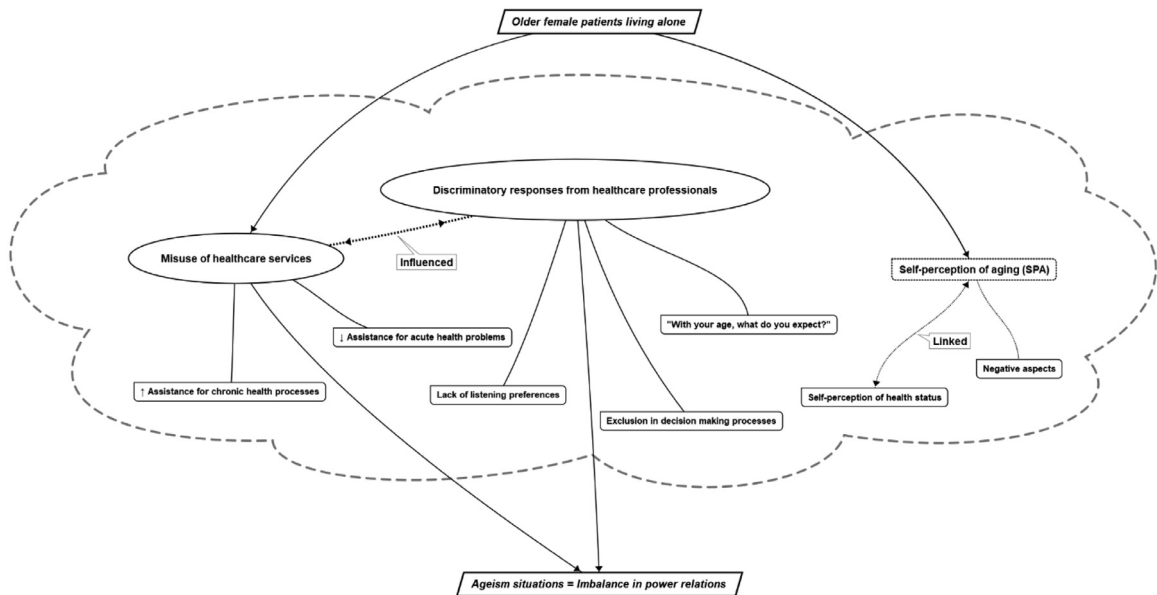 Older female patients living alone
Discriminatory responses from healthcare professionals
Misuse of healthcare services
Influenced
Self-perception of aging (SPA)
"With your age, what do you expect?"
↓ Assistance for acute health problems
Linked
Negative aspects
↑ Assistance for chronic health processes
Lack of listening preferences
Self-perception of health status
Exclusion in decision making processes
Ageism situations = Imbalance in power relations